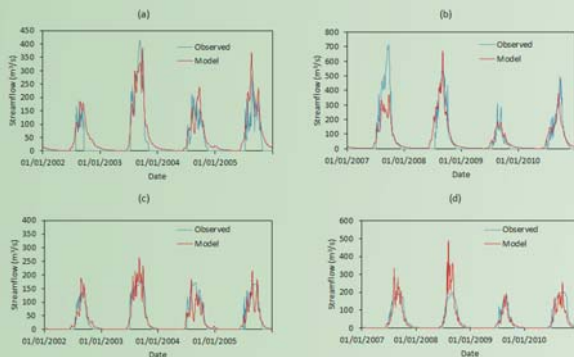 (a)
Streamflow (m³/s)
450
400
350
300
250
200
150
100
50
0
Observed
Model
01/01/2002 01/01/2003 01/01/2004 01/01/2005
Date
(b)
Streamflow (m³/s)
800
700
600
500
400
300
200
100
0
Observed
Model
01/01/2007 01/01/2008 01/01/2009 01/01/2010
Date
(c)
Streamflow (m³/s)
400
350
300
250
200
150
100
50
0
Observed
Model
01/01/2002 01/01/2003 01/01/2004 01/01/2005
Date
(d)
Streamflow (m³/s)
600
500
400
300
200
100
0
Observed
Model
01/01/2007 01/01/2008 01/01/2009 01/01/2010
Date